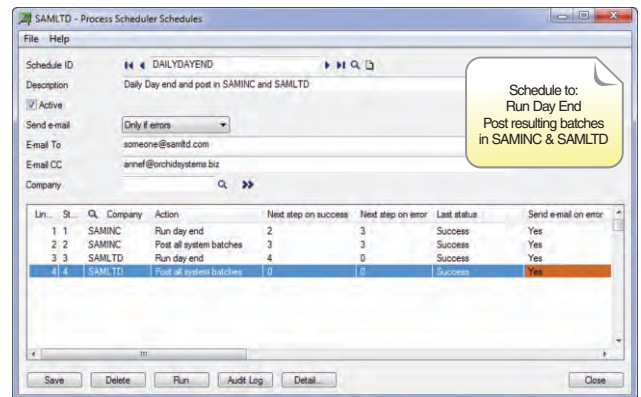 SAMLTD - Process Scheduler Schedules
File Help
Schedule ID DAILYDAYEND
Description Daily Day end and post in SAMINC and SAMLTD
Active
Send e-mail Only if errors
E-mail To someone@samltd.com
E-mail CC annef@orchidsystems.biz
Company
Schedule to:
Run Day End
Post resulting batches
in SAMINC & SAMLTD
Lin... St... Company Action Next step on success Next step on error Last status Send e-mail on error
1 1 SAMINC Run day end 2 3 Success Yes
2 2 SAMINC Post all system batches 3 3 Success Yes
3 3 SAMLTD Run day end 4 0 Success Yes
4 4 SAMLTD Post all system batches 0 0 Success Yes
Save Delete Run Audit Log Detail... Close